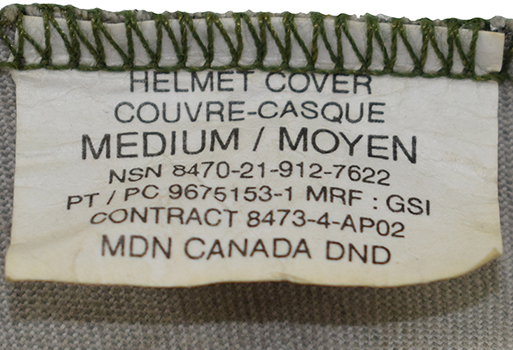 HELMET COVER
COUVRE-CASQUE
MEDIUM / MOYEN
NSN 8470-21-912-7622
PT / PC 9675153-1 MRF : GSI
CONTRACT 8473-4-AP02
MDN CANADA DND